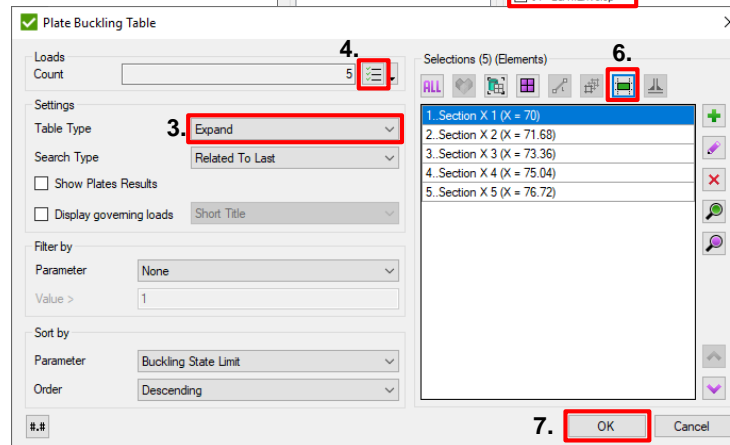 Plate Buckling Table
Loads
Count 5
4.
Settings
Table Type 3. Expand
Search Type Related To Last
Show Plates Results
Display governing loads Short Title
Filter by
Parameter None
Value > 1
Sort by
Parameter Buckling State Limit
Order Descending
#.#
Selections (5) (Elements)
6.
ALL
1..Section X 1 (X = 70)
2..Section X 2 (X = 71.68)
3..Section X 3 (X = 73.36)
4..Section X 4 (X = 75.04)
5..Section X 5 (X = 76.72)
7. OK Cancel